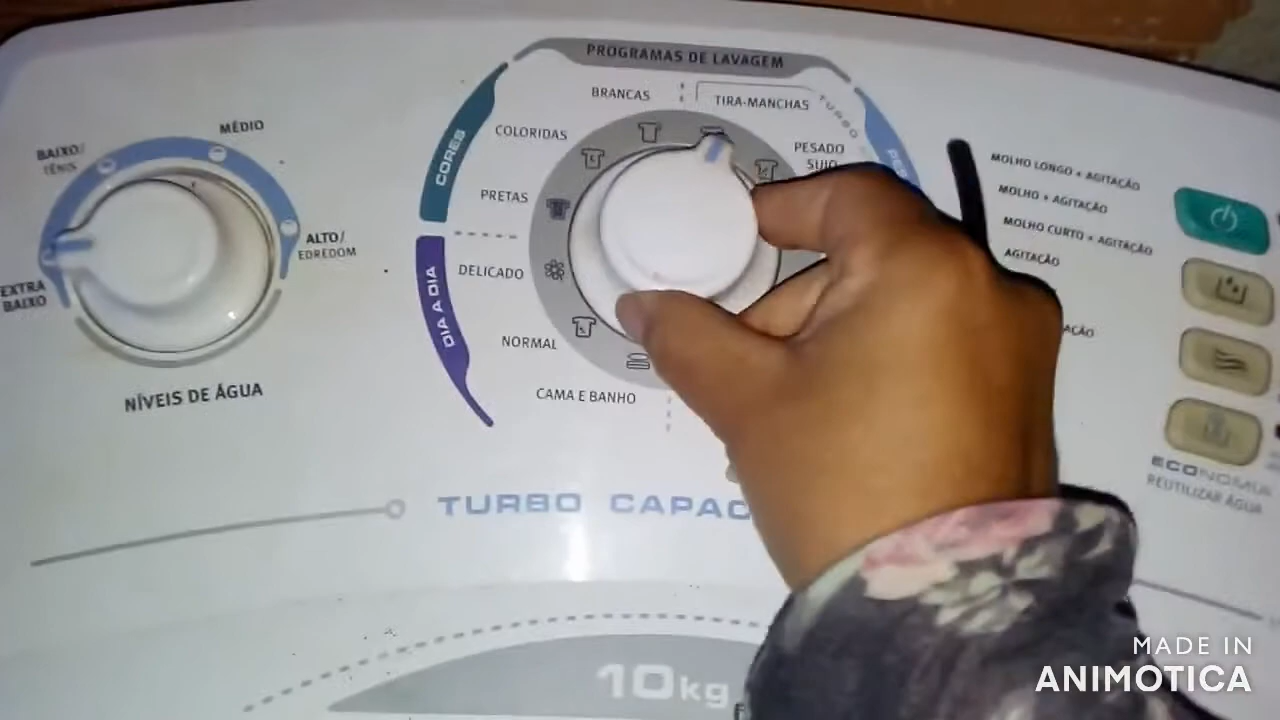 PROGRAMAS DE LAVAGEM
BRANCAS
TIRA-MANCHAS
TURBO
COLORIDAS
PESADO
SUJO
CORES
PRETAS
DELICADO
DIA A DIA
NORMAL
CAMA E BANHO
MÉDIO
BAIXO/
TÊNIS
ALTO/
EDREDOM
EXTRA
BAIXO
NÍVEIS DE ÁGUA
MOLHO LONGO + AGITAÇÃO
MOLHO + AGITAÇÃO
MOLHO CURTO + AGITAÇÃO
AGITAÇÃO
ECONOMIA
REUTILIZAR ÁGUA
TURBO CAPAC
10kg
MADE IN
ANIMOTICA